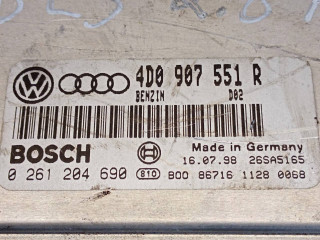 4D0 907 551 R
BENZIN D02
BOSCH
Made in Germany
16.07.98 26SA5165
0 261 204 690 810 B00 86716 1128 0068